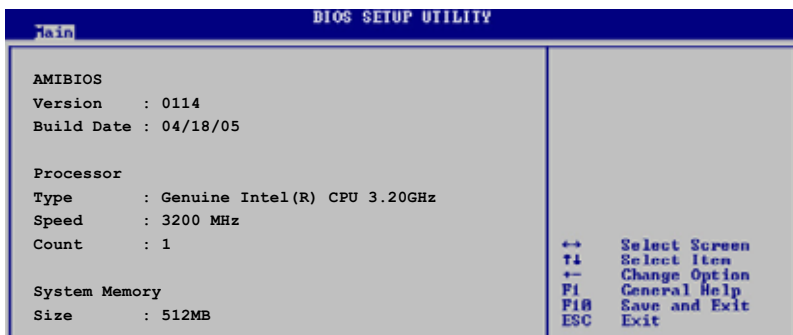 BIOS SETUP UTILITY
Main
AMIBIOS
Version : 0114
Build Date : 04/18/05
Processor
Type : Genuine Intel(R) CPU 3.20GHz
Speed : 3200 MHz
Count : 1
System Memory
Size : 512MB
↔ Select Screen
↑↓ Select Item
+- Change Option
F1 General Help
F10 Save and Exit
ESC Exit